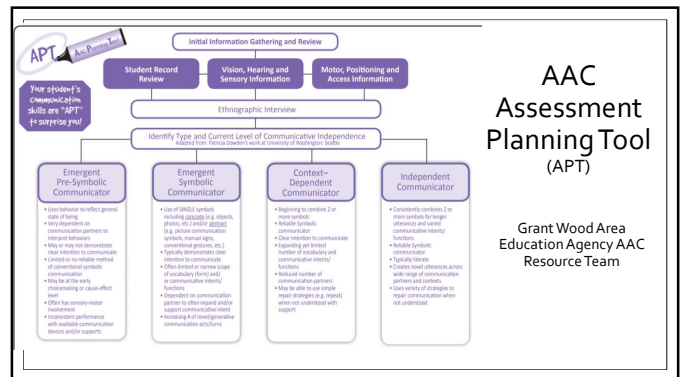 APT
AAC Planning Tool
Your student's
communication
skills are "APT"
to surprise you!
Initial Information Gathering and Review
Student Record
Review
Vision, Hearing and
Sensory Information
Motor, Positioning and
Access Information
Ethnographic Interview
Identify Type and Current Level of Communicative Independence
Adapted from: Patricia Dowden's work at University of Washington: Seattle
Emergent
Pre-Symbolic
Communicator
• Uses behavior to reflect general
state of being
• Very dependent on
communication partners to
interpret behaviors
• May or may not demonstrate
clear intention to communicate
• Limited or no reliable method
of conventional symbolic
communication
• May be at the early
choicemaking or cause-effect
level
• Often has sensory-motor
involvement
• Inconsistent performance
with available communication
devices and/or supports
Emergent
Symbolic
Communicator
• Use of SINGLE symbols
including concrete (e.g. objects,
photos, etc.) and/or abstract
(e.g. picture communication
symbols, manual signs,
conventional gestures, etc.)
• Typically demonstrates clear
intent to communicate
• Often limited or narrow scope
of vocabulary (form) and/
or communicative intents/
functions
• Dependent on communication
partner to often expand and/or
support communicative intent
• Increasing # of novel/generative
communication acts/turns
Context–
Dependent
Communicator
• Beginning to combine 2 or
more symbols
• Reliable Symbolic
communicator
• Clear intention to communicate
• Expanding yet limited
number of vocabulary and
communicative intents/
functions
• Reduced number of
communication partners
• May be able to use simple
repair strategies (e.g. repeat)
when not understood with
support
Independent
Communicator
• Consistently combines 2 or
more symbols for longer
utterances and varied
communicative intents/
functions
• Reliable Symbolic
communicator
• Typically literate
• Creates novel utterances across
wide range of communication
partners and contexts
• Uses variety of strategies to
repair communication when
not understood
AAC
Assessment
Planning Tool
(APT)
Grant Wood Area
Education Agency AAC
Resource Team